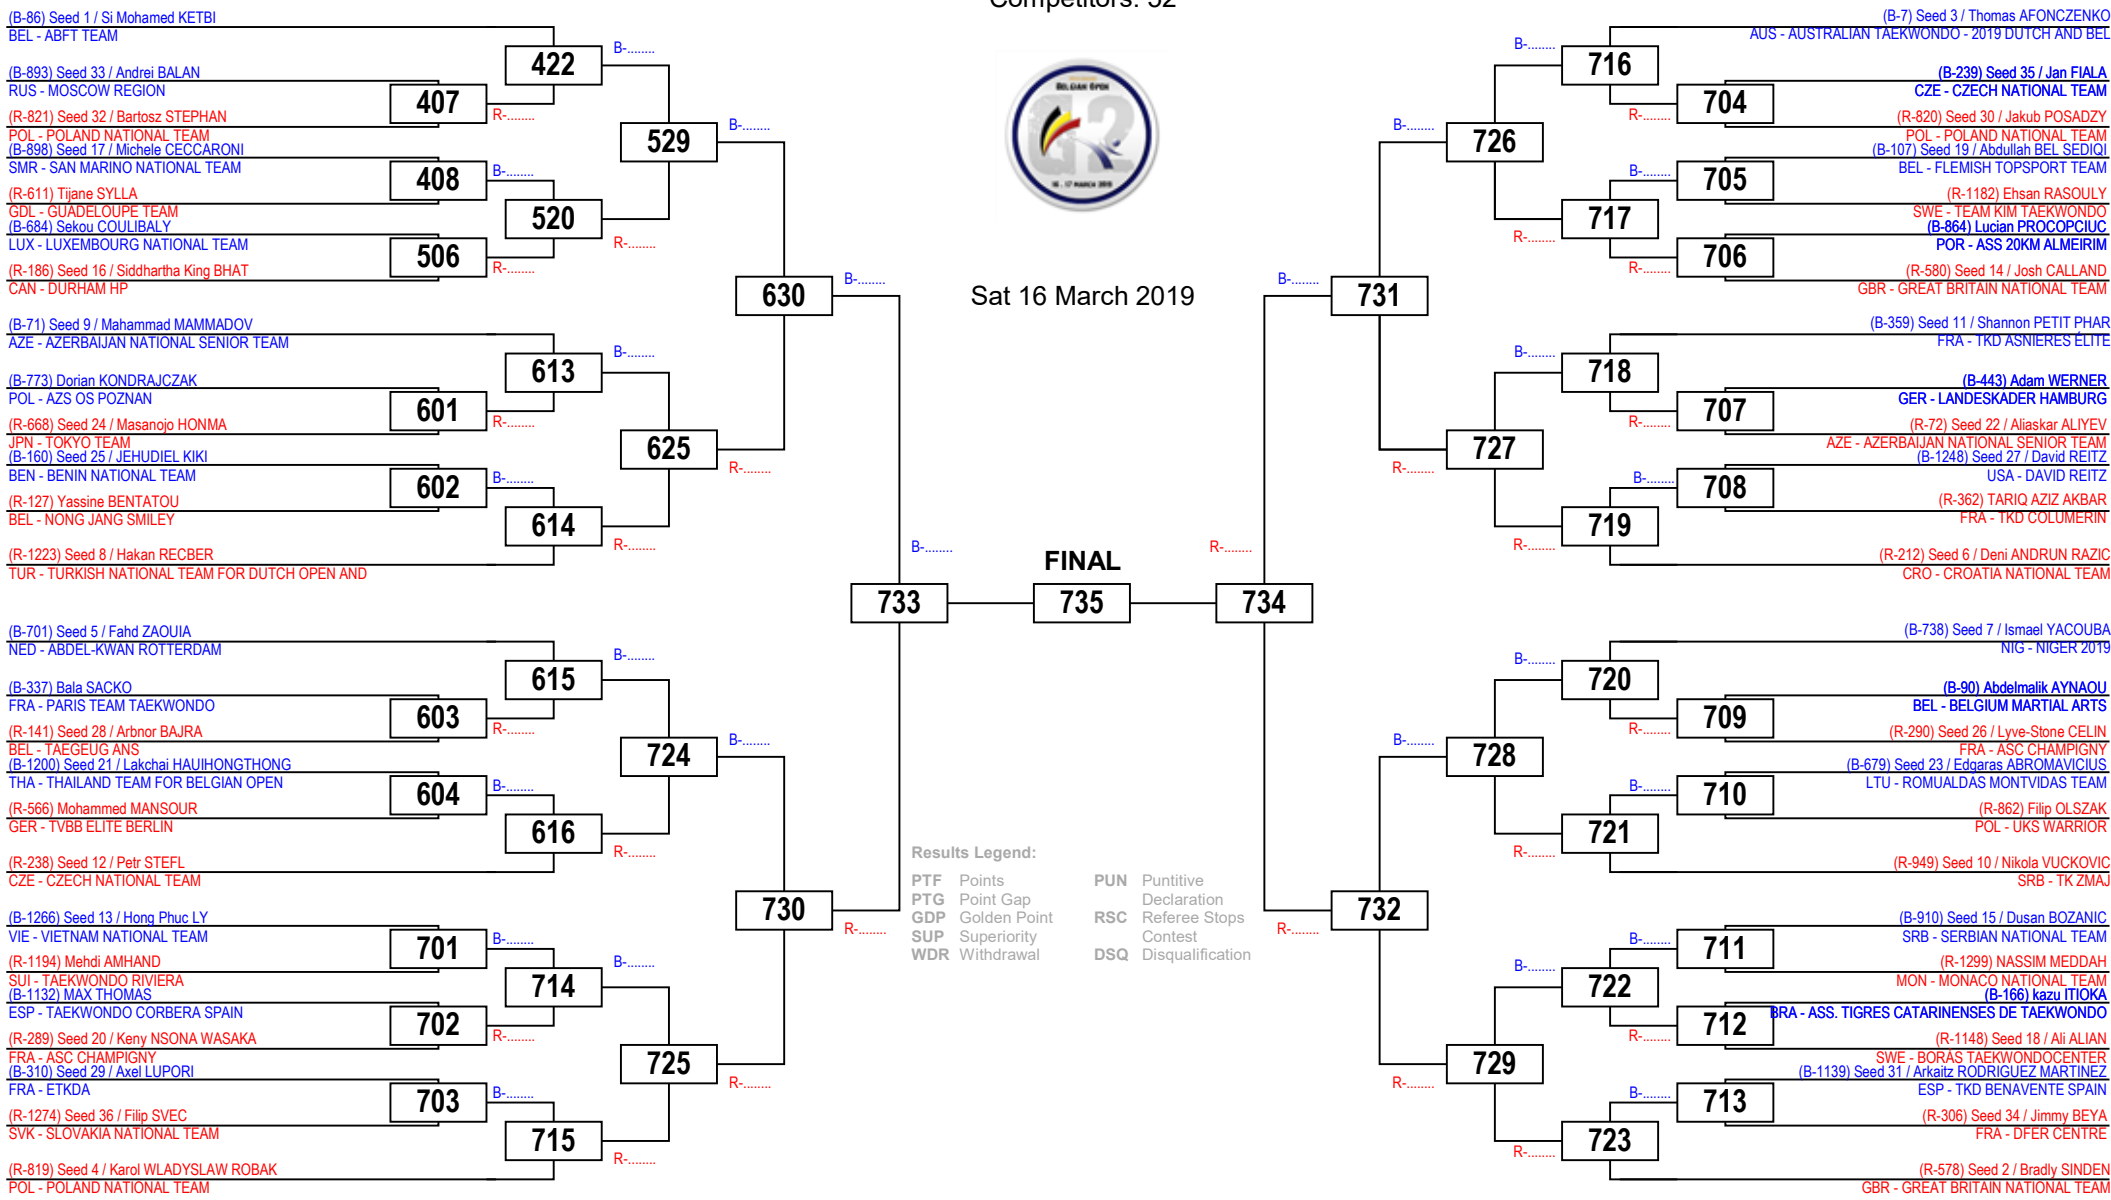 Competitors: 52
(B-86) Seed 1 / Si Mohamed KETBI
BEL - ABFT TEAM
422
B-........
(B-893) Seed 33 / Andrei BALAN
RUS - MOSCOW REGION
407
R-........
(R-821) Seed 32 / Bartosz STEPHAN
POL - POLAND NATIONAL TEAM
529
B-........
(B-898) Seed 17 / Michele CECCARONI
SMR - SAN MARINO NATIONAL TEAM
408
B-........
(R-611) Tijane SYLLA
GDL - GUADELOUPE TEAM
520
R-........
(B-684) Sekou COULIBALY
LUX - LUXEMBOURG NATIONAL TEAM
506
R-........
(R-186) Seed 16 / Siddhartha King BHAT
CAN - DURHAM HP
630
B-........
(B-71) Seed 9 / Mahammad MAMMADOV
AZE - AZERBAIJAN NATIONAL SENIOR TEAM
613
B-........
(B-773) Dorian KONDRAJCZAK
POL - AZS OS POZNAN
601
R-........
(R-668) Seed 24 / Masanojo HONMA
JPN - TOKYO TEAM
625
R-........
(B-160) Seed 25 / JEHUDIEL KIKI
BEN - BENIN NATIONAL TEAM
602
B-........
(R-127) Yassine BENTATOU
BEL - NONG JANG SMILEY
614
R-........
(R-1223) Seed 8 / Hakan RECBER
TUR - TURKISH NATIONAL TEAM FOR DUTCH OPEN AND
B-........
733
(B-701) Seed 5 / Fahd ZAOUIA
NED - ABDEL-KWAN ROTTERDAM
615
B-........
(B-337) Bala SACKO
FRA - PARIS TEAM TAEKWONDO
603
R-........
(R-141) Seed 28 / Arbnor BAJRA
BEL - TAEGEUG ANS
724
B-........
(B-1200) Seed 21 / Lakchai HAUIHONGTHONG
THA - THAILAND TEAM FOR BELGIAN OPEN
604
B-........
(R-566) Mohammed MANSOUR
GER - TVBB ELITE BERLIN
616
R-........
(R-238) Seed 12 / Petr STEFL
CZE - CZECH NATIONAL TEAM
730
R-........
(B-1266) Seed 13 / Hong Phuc LY
VIE - VIETNAM NATIONAL TEAM
701
B-........
(R-1194) Mehdi AMHAND
SUI - TAEKWONDO RIVIERA
714
B-........
(B-1132) MAX THOMAS
ESP - TAEKWONDO CORBERA SPAIN
702
R-........
(R-289) Seed 20 / Keny NSONA WASAKA
FRA - ASC CHAMPIGNY
725
R-........
(B-310) Seed 29 / Axel LUPORI
FRA - ETKDA
703
B-........
(R-1274) Seed 36 / Filip SVEC
SVK - SLOVAKIA NATIONAL TEAM
715
R-........
(R-819) Seed 4 / Karol WLADYSLAW ROBAK
POL - POLAND NATIONAL TEAM
BELGIAN OPEN
G2
16 - 17 MARCH 2019
Sat 16 March 2019
FINAL
735
Results Legend:
PTF Points
PTG Point Gap
GDP Golden Point
SUP Superiority
WDR Withdrawal
PUN Puntitive
Declaration
RSC Referee Stops
Contest
DSQ Disqualification
(B-7) Seed 3 / Thomas AFONCZENKO
AUS - AUSTRALIAN TAEKWONDO - 2019 DUTCH AND BEL
B-........
716
(B-239) Seed 35 / Jan FIALA
CZE - CZECH NATIONAL TEAM
R-........
704
(R-820) Seed 30 / Jakub POSADZY
POL - POLAND NATIONAL TEAM
B-........
726
(B-107) Seed 19 / Abdullah BEL SEDIQI
BEL - FLEMISH TOPSPORT TEAM
B-........
705
(R-1182) Ehsan RASOULY
SWE - TEAM KIM TAEKWONDO
R-........
717
(B-864) Lucian PROCOPCIUC
POR - ASS 20KM ALMEIRIM
R-........
706
(R-580) Seed 14 / Josh CALLAND
GBR - GREAT BRITAIN NATIONAL TEAM
B-........
731
(B-359) Seed 11 / Shannon PETIT PHAR
FRA - TKD ASNIERES ÉLITE
B-........
718
(B-443) Adam WERNER
GER - LANDESKADER HAMBURG
R-........
707
(R-72) Seed 22 / Aliaskar ALIYEV
AZE - AZERBAIJAN NATIONAL SENIOR TEAM
R-........
727
(B-1248) Seed 27 / David REITZ
USA - DAVID REITZ
B-........
708
(R-362) TARIQ AZIZ AKBAR
FRA - TKD COLUMERIN
R-........
719
(R-212) Seed 6 / Deni ANDRUN RAZIC
CRO - CROATIA NATIONAL TEAM
R-........
734
(B-738) Seed 7 / Ismael YACOUBA
NIG - NIGER 2019
B-........
720
(B-90) Abdelmalik AYNAOU
BEL - BELGIUM MARTIAL ARTS
R-........
709
(R-290) Seed 26 / Lyve-Stone CELIN
FRA - ASC CHAMPIGNY
B-........
728
(B-679) Seed 23 / Edgaras ABROMAVICIUS
LTU - ROMUALDAS MONTVIDAS TEAM
B-........
710
(R-862) Filip OLSZAK
POL - UKS WARRIOR
R-........
721
(R-949) Seed 10 / Nikola VUCKOVIC
SRB - TK ZMAJ
R-........
732
(B-910) Seed 15 / Dusan BOZANIC
SRB - SERBIAN NATIONAL TEAM
B-........
711
(R-1299) NASSIM MEDDAH
MON - MONACO NATIONAL TEAM
B-........
722
(B-166) kazu ITIOKA
BRA - ASS. TIGRES CATARINENSES DE TAEKWONDO
R-........
712
(R-1148) Seed 18 / Ali ALIAN
SWE - BORÅS TAEKWONDOCENTER
R-........
729
(B-1139) Seed 31 / Arkaitz RODRIGUEZ MARTINEZ
ESP - TKD BENAVENTE SPAIN
B-........
713
(R-306) Seed 34 / Jimmy BEYA
FRA - DFER CENTRE
R-........
723
(R-578) Seed 2 / Bradly SINDEN
GBR - GREAT BRITAIN NATIONAL TEAM